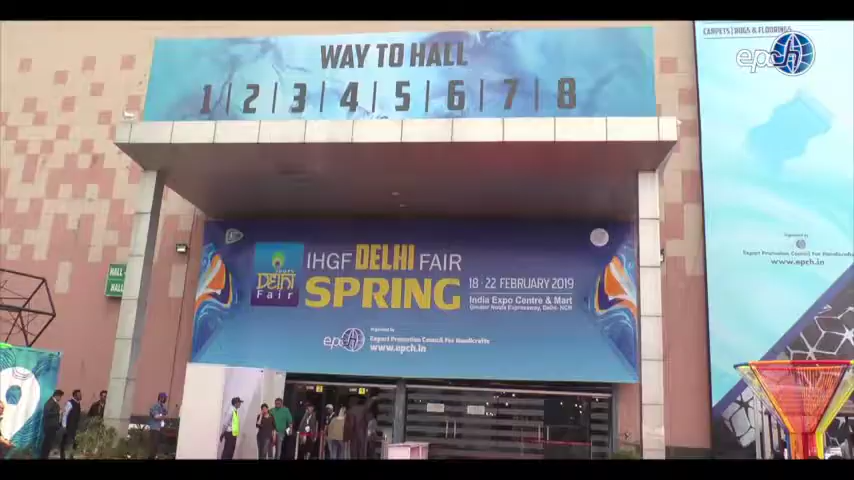 WAY TO HALL
1 | 2 | 3 | 4 | 5 | 6 | 7 | 8
CARPETS | RUGS & FLOORINGS
epch
Organised by
Export Promotion Council For Handicrafts
www.epch.in
HALL
HALL
DELHI
Fair
IHGF DELHI FAIR
SPRING
18 - 22 FEBRUARY 2019
India Expo Centre & Mart
Greater Noida Expressway, Delhi- NCR
Organised by
epch
Export Promotion Council For Handicrafts
www.epch.in